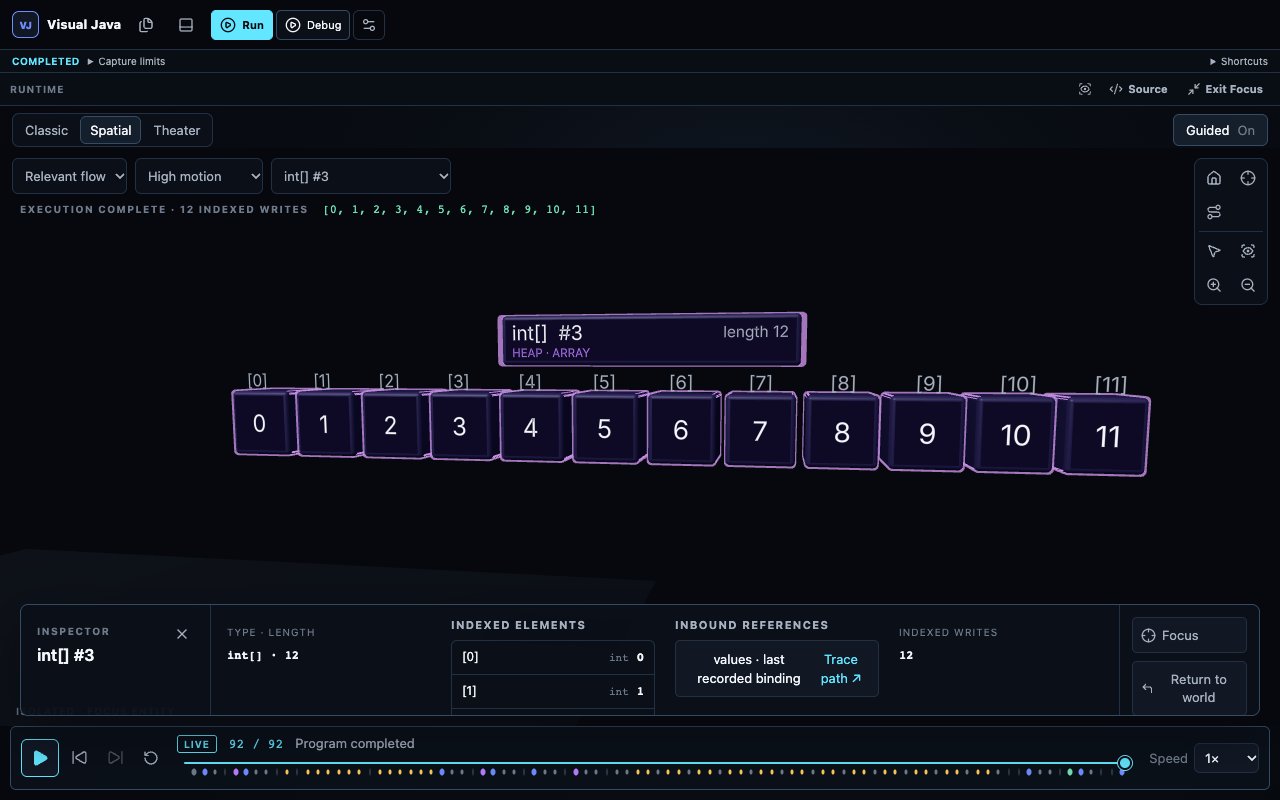 VJ Visual Java Run Debug
COMPLETED Capture limits Shortcuts
RUNTIME Source Exit Focus
Classic Spatial Theater Guided On
Relevant flow High motion int[] #3
EXECUTION COMPLETE · 12 INDEXED WRITES [0, 1, 2, 3, 4, 5, 6, 7, 8, 9, 10, 11]
int[] #3 length 12
HEAP · ARRAY
[0] [1] [2] [3] [4] [5] [6] [7] [8] [9] [10] [11]
0 1 2 3 4 5 6 7 8 9 10 11
INSPECTOR
int[] #3
TYPE · LENGTH
int[] · 12
INDEXED ELEMENTS
[0] int 0
[1] int 1
INBOUND REFERENCES
values · last recorded binding
Trace path ↗
INDEXED WRITES
12
Focus
Return to world
LIVE 92 / 92 Program completed
Speed 1×